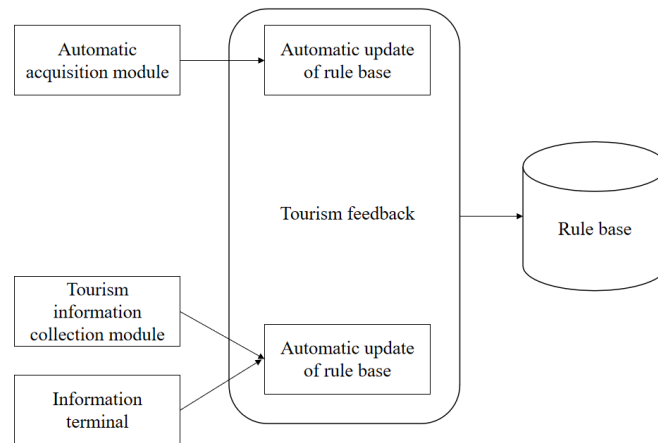 Automatic
acquisition module
Automatic update
of rule base
Tourism feedback
Rule base
Tourism
information
collection module
Automatic update
of rule base
Information
terminal